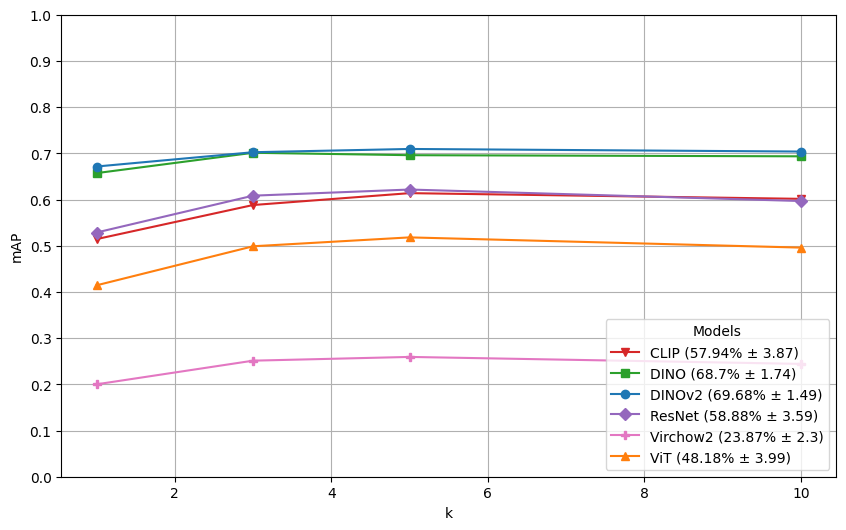 1.0
0.9
0.8
0.7
0.6
0.5
0.4
0.3
0.2
0.1
0.0
mAP
2
4
6
8
10
k
Models
CLIP (57.94% ± 3.87)
DINO (68.7% ± 1.74)
DINOv2 (69.68% ± 1.49)
ResNet (58.88% ± 3.59)
Virchow2 (23.87% ± 2.3)
ViT (48.18% ± 3.99)